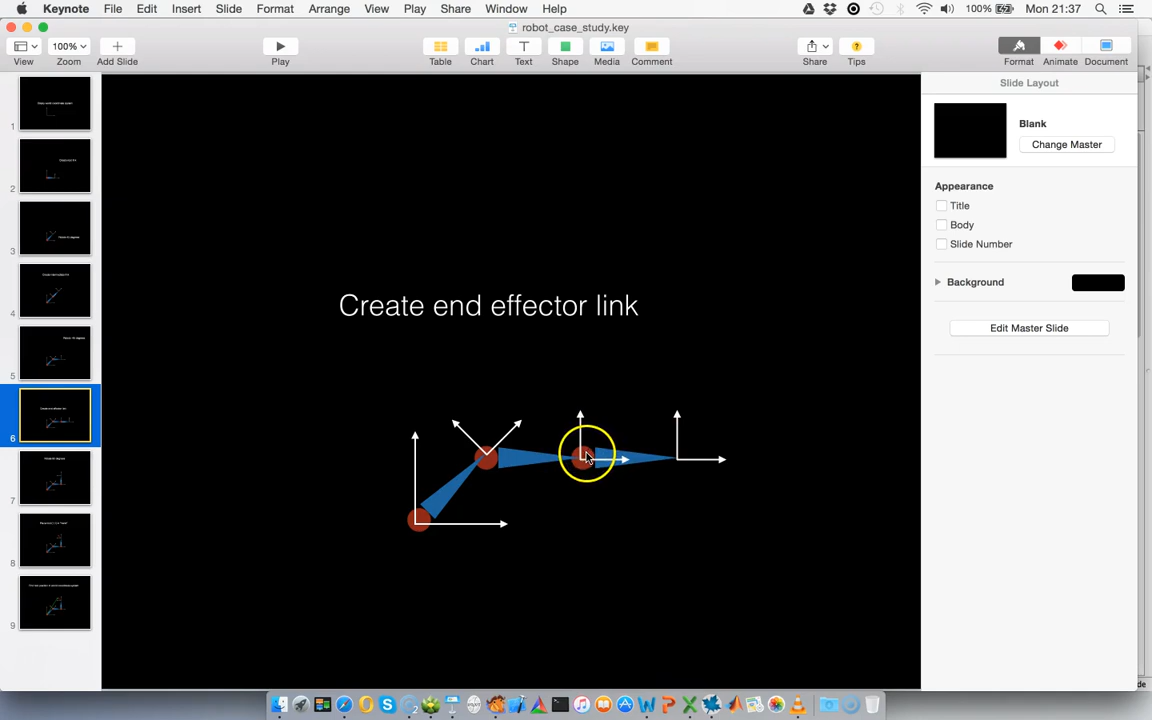 Keynote File Edit Insert Slide Format Arrange View Play Share Window Help 100% Mon 21:37
robot_case_study.key
100%
View Zoom Add Slide Play Table Chart Text Shape Media Comment Share Tips Format Animate Document
Slide Layout
Blank
Change Master
Appearance
Title
Body
Slide Number
Background
Edit Master Slide
Create end effector link
1
2
3
4
5
6
7
8
9